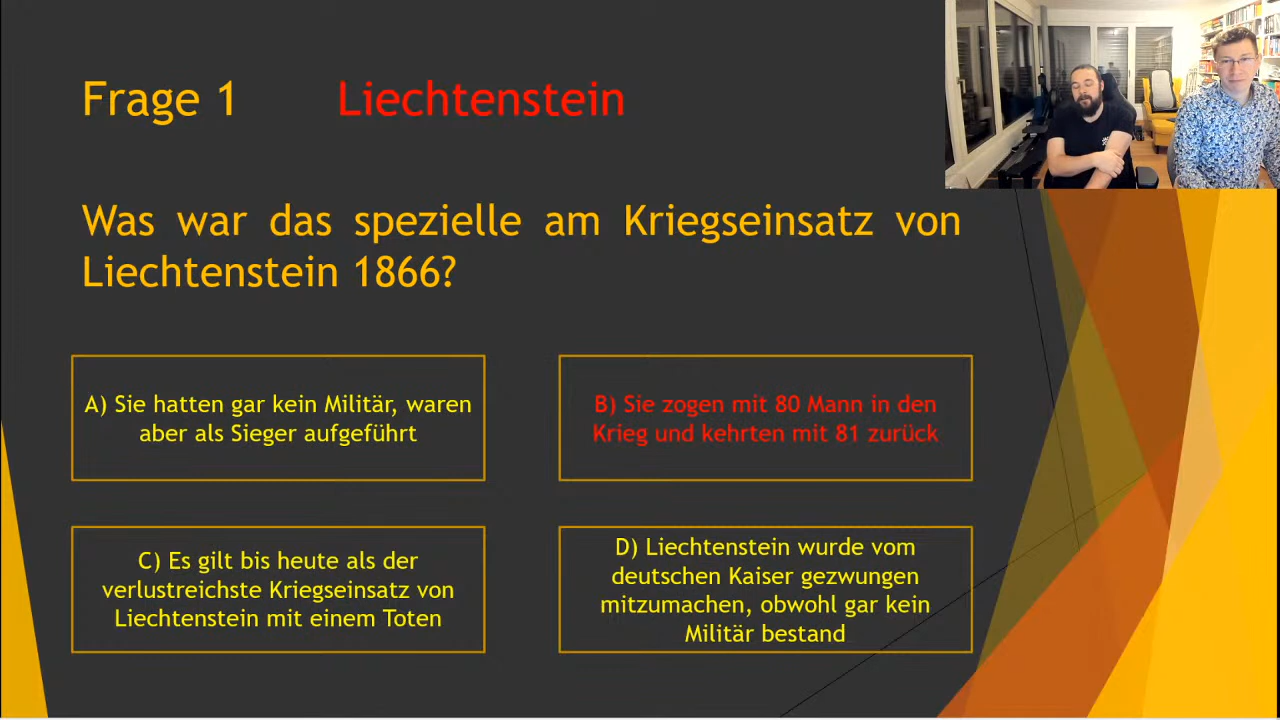 Frage 1 Liechtenstein
Was war das spezielle am Kriegseinsatz von
Liechtenstein 1866?
A) Sie hatten gar kein Militär, waren
aber als Sieger aufgeführt
B) Sie zogen mit 80 Mann in den
Krieg und kehrten mit 81 zurück
C) Es gilt bis heute als der
verlustreichste Kriegseinsatz von
Liechtenstein mit einem Toten
D) Liechtenstein wurde vom
deutschen Kaiser gezwungen
mitzumachen, obwohl gar kein
Militär bestand